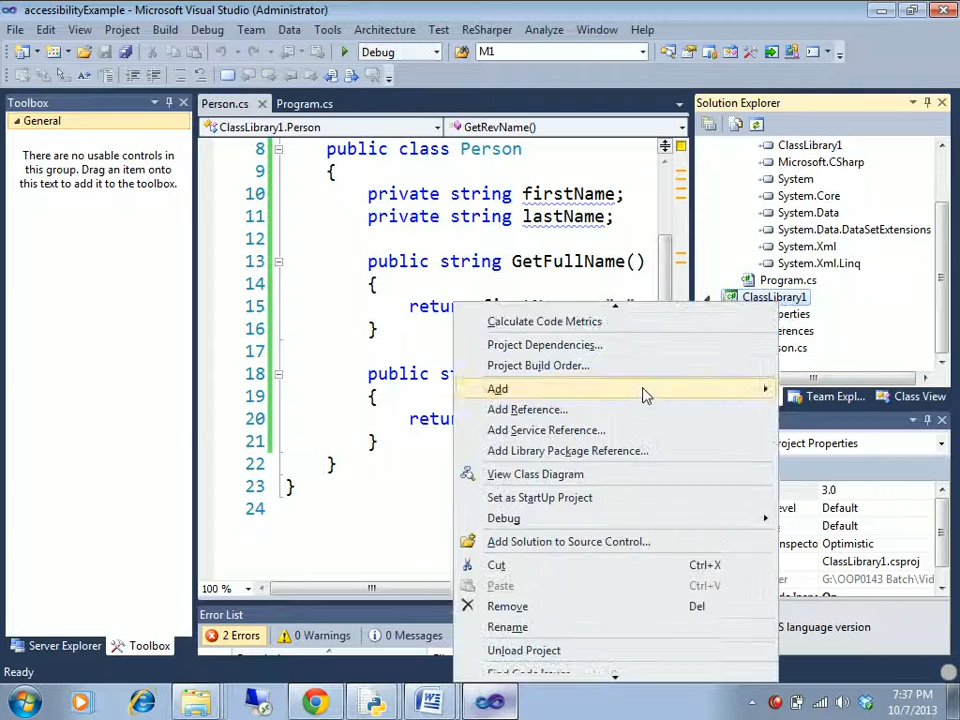 accessibilityExample - Microsoft Visual Studio (Administrator)
File Edit View Project Build Debug Team Data Tools Architecture Test ReSharper Analyze Window Help
Debug M1
Toolbox
General
There are no usable controls in
this group. Drag an item onto
this text to add it to the toolbox.
Server Explorer Toolbox
Person.cs Program.cs
ClassLibrary1.Person GetRevName()
8 public class Person
9 {
10 private string firstName;
11 private string lastName;
12
13 public string GetFullName()
14 {
15
16 }
17
18
19 {
20
21 }
22 }
23 }
24
100 %
Error List
2 Errors 0 Warnings 0 Messages
Calculate Code Metrics
Project Dependencies...
Project Build Order...
Add
Add Reference...
Add Service Reference...
Add Library Package Reference...
View Class Diagram
Set as StartUp Project
Debug
Add Solution to Source Control...
Cut Ctrl+X
Paste Ctrl+V
Remove Del
Rename
Unload Project
Solution Explorer
ClassLibrary1
Microsoft.CSharp
System
System.Core
System.Data
System.Data.DataSetExtensions
System.Xml
System.Xml.Linq
Program.cs
ClassLibrary1
Team Expl... Class View
3.0
Default
Default
Optimistic
ClassLibrary1.csproj
G:\OOP0143 Batch\Vid
Ready
7:37 PM
10/7/2013